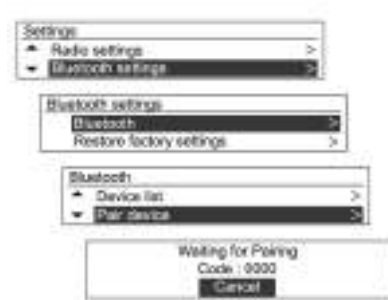 Settings
Radio settings >
Bluetooth settings >
Bluetooth settings
Bluetooth >
Restore factory settings >
Bluetooth
Device list >
Pair device >
Waiting for Pairing
Code : 0000
Cancel